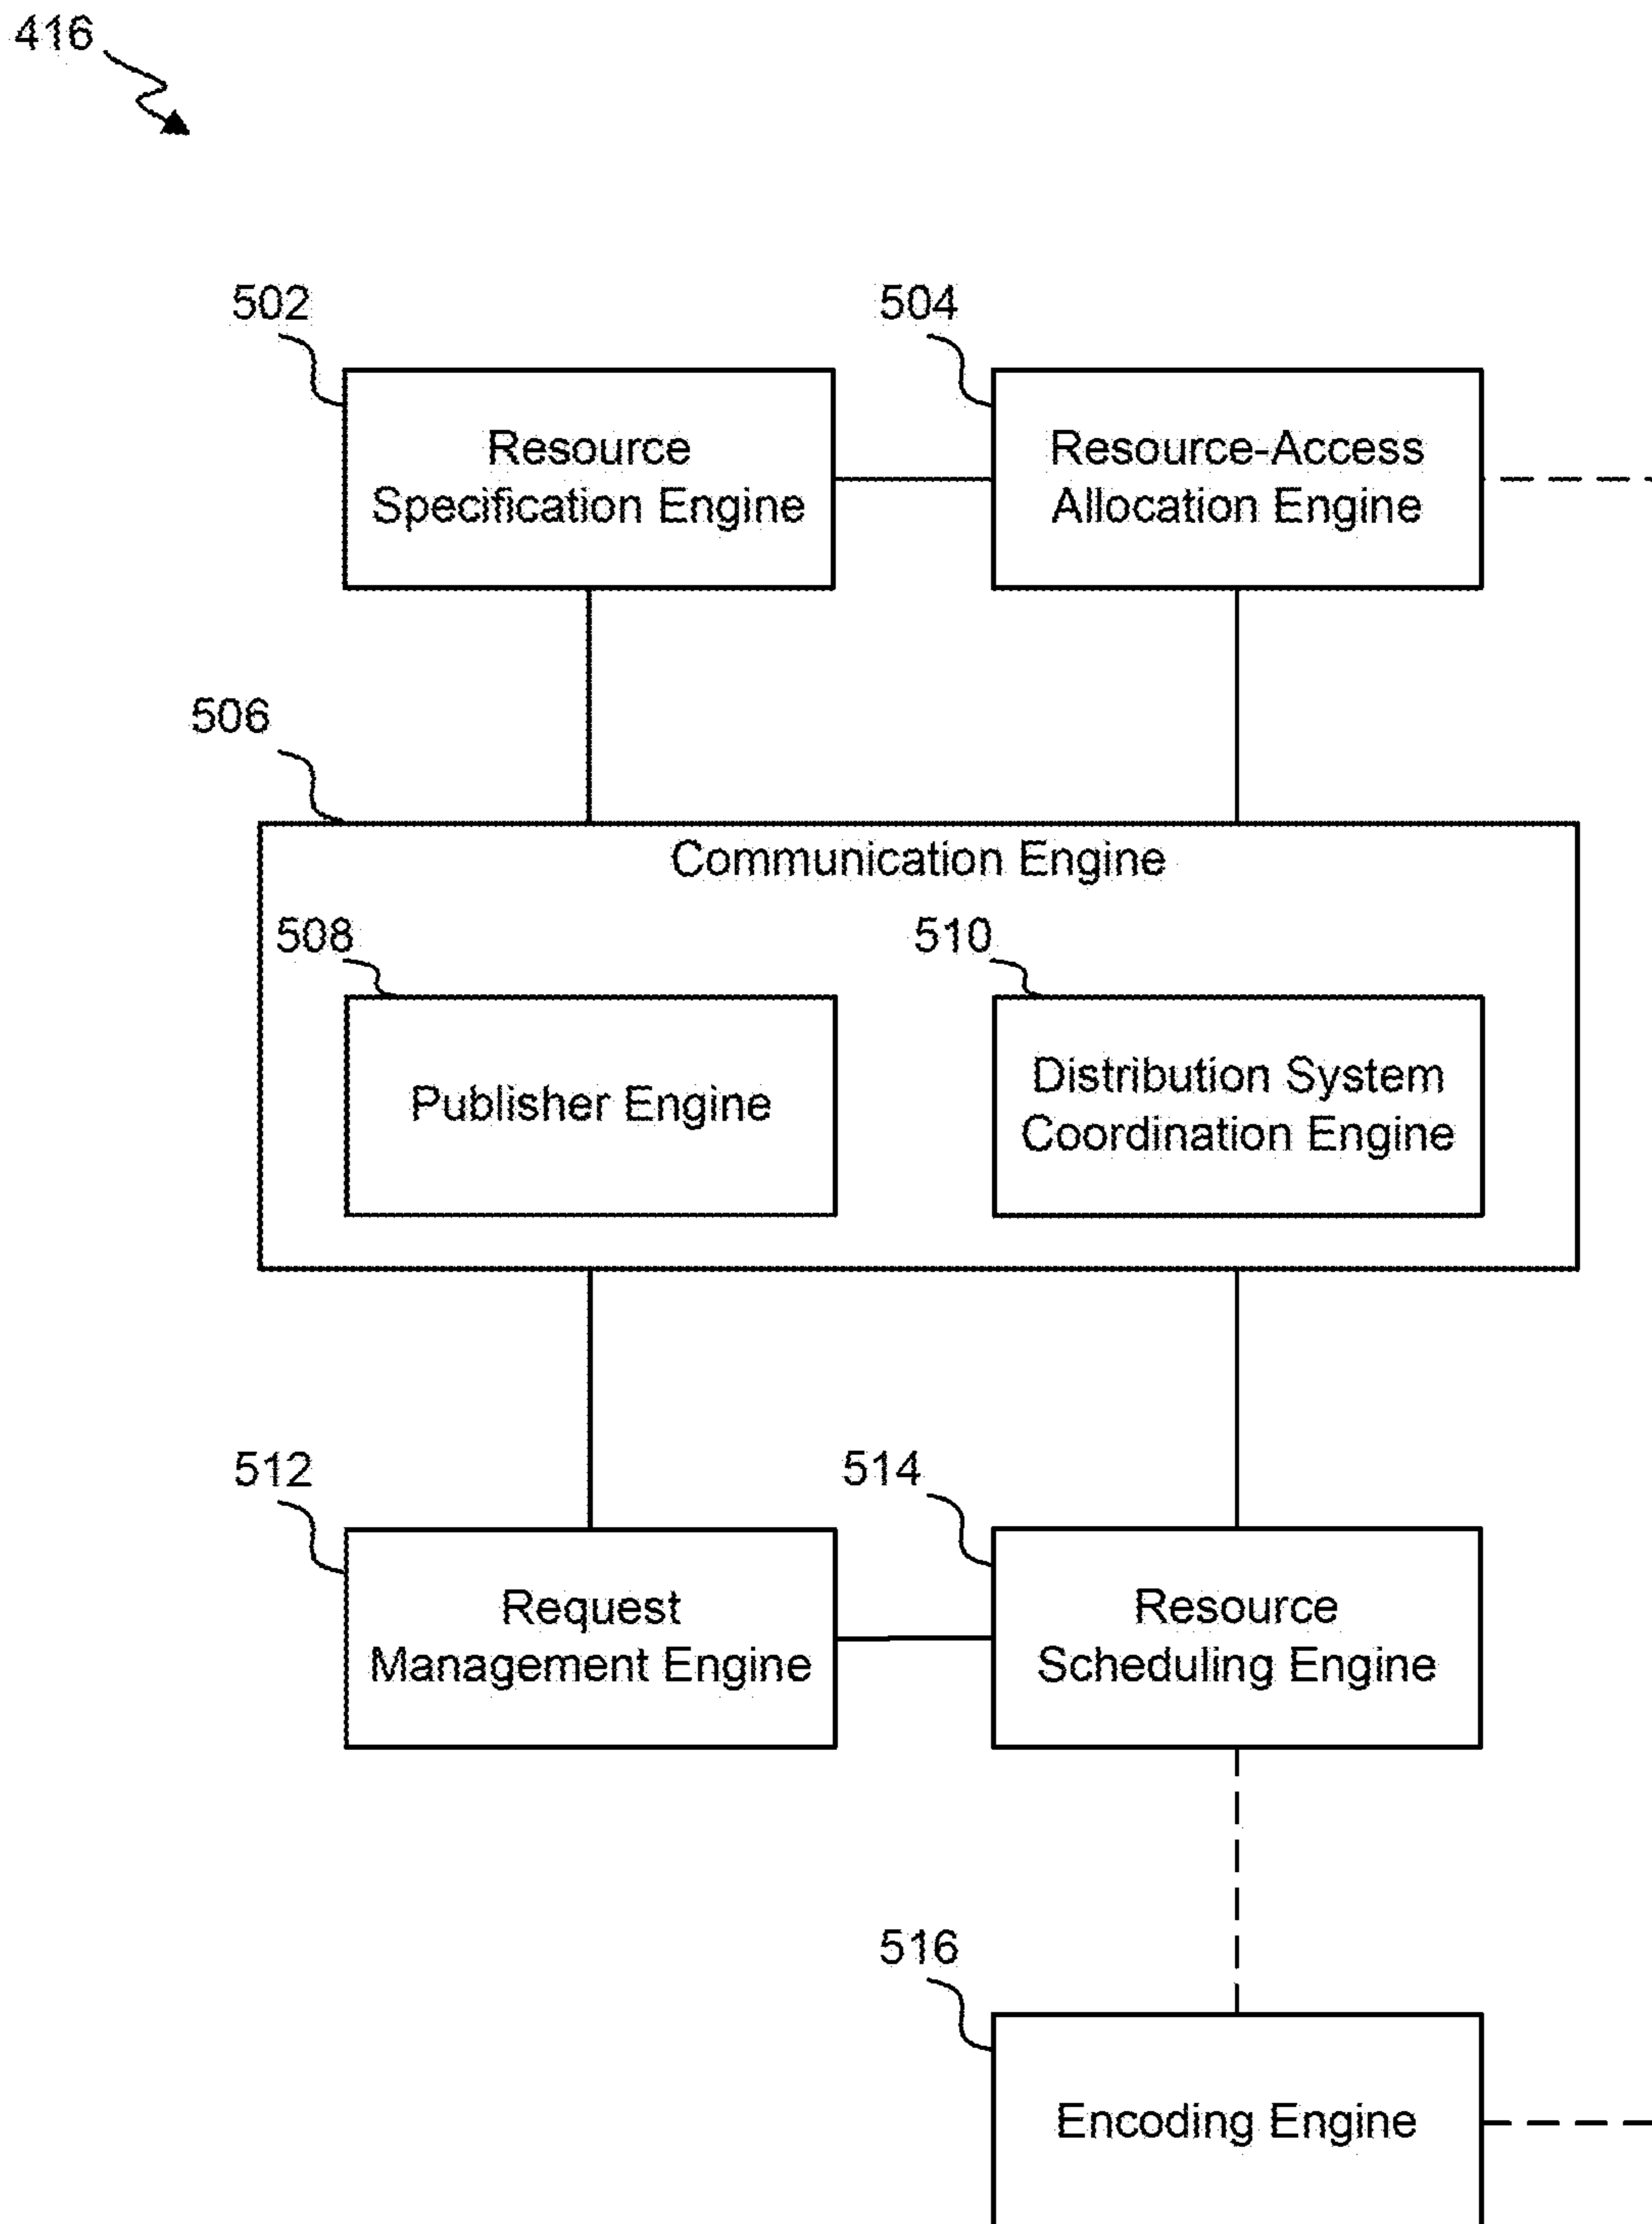 416
502
504
Resource
Specification Engine
Resource-Access
Allocation Engine
506
Communication Engine
508
510
Publisher Engine
Distribution System
Coordination Engine
512
514
Request
Management Engine
Resource
Scheduling Engine
516
Encoding Engine